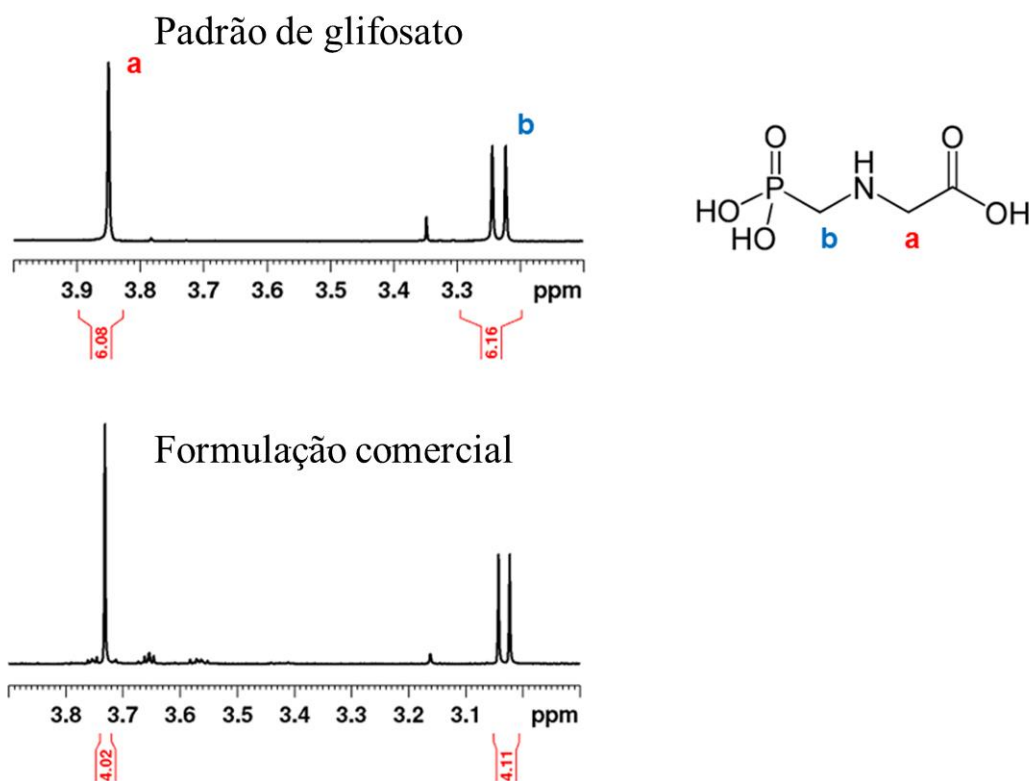 Padrão de glifosato
a
b
3.9 3.8 3.7 3.6 3.5 3.4 3.3 ppm
6.08 6.16
O O
H
HO P N
HO OH
b a
Formulação comercial
3.8 3.7 3.6 3.5 3.4 3.3 3.2 3.1 ppm
4.02 4.11